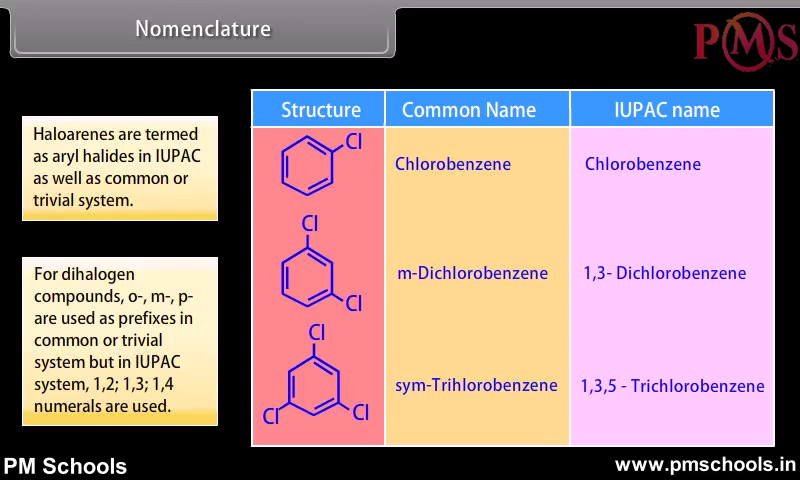 Nomenclature
PMS
Haloarenes are termed
as aryl halides in IUPAC
as well as common or
trivial system.
For dihalogen
compounds, o-, m-, p-
are used as prefixes in
common or trivial
system but in IUPAC
system, 1,2; 1,3; 1,4
numerals are used.
Structure Common Name IUPAC name
Cl
Chlorobenzene Chlorobenzene
Cl
m-Dichlorobenzene 1,3- Dichlorobenzene
Cl
Cl
sym-Trihlorobenzene 1,3,5 - Trichlorobenzene
Cl Cl
PM Schools www.pmschools.in